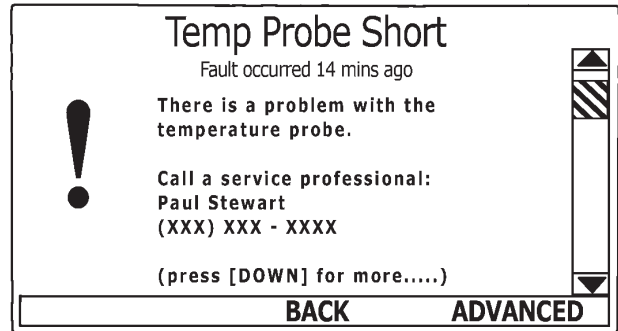 Temp Probe Short
Fault occurred 14 mins ago
!
There is a problem with the
temperature probe.
Call a service professional:
Paul Stewart
(XXX) XXX - XXXX
(press [DOWN] for more.....)
BACK ADVANCED